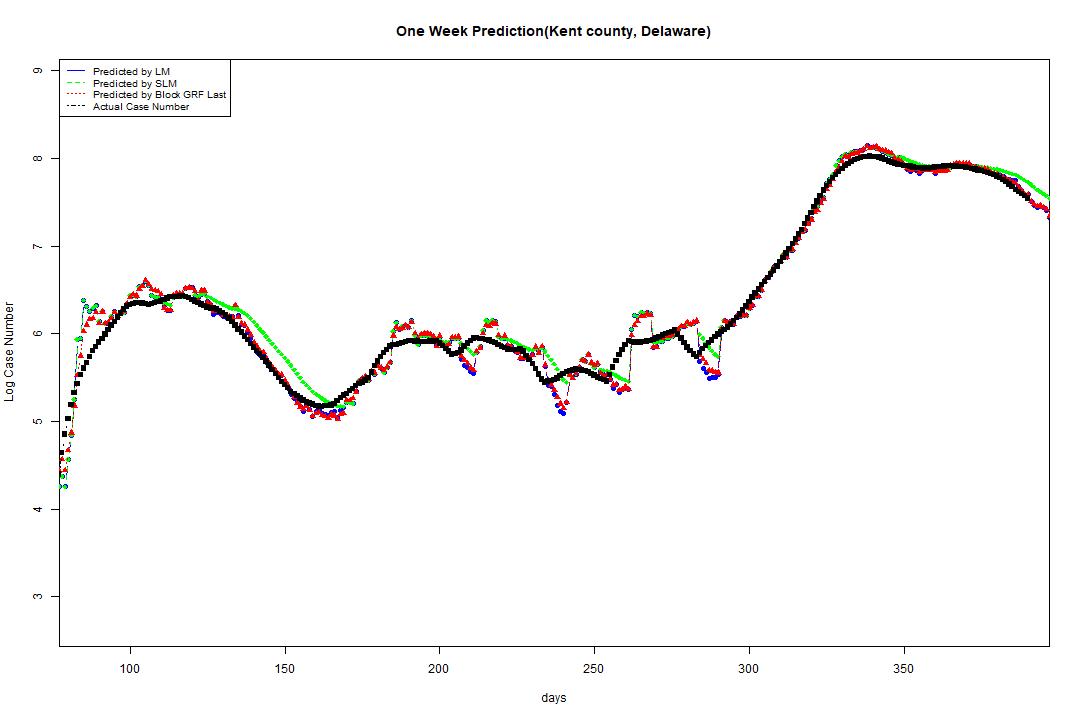 One Week Prediction(Kent county, Delaware)
Predicted by LM
Predicted by SLM
Predicted by Block GRF Last
Actual Case Number
9
8
7
6
5
4
3
Log Case Number
100 150 200 250 300 350
days